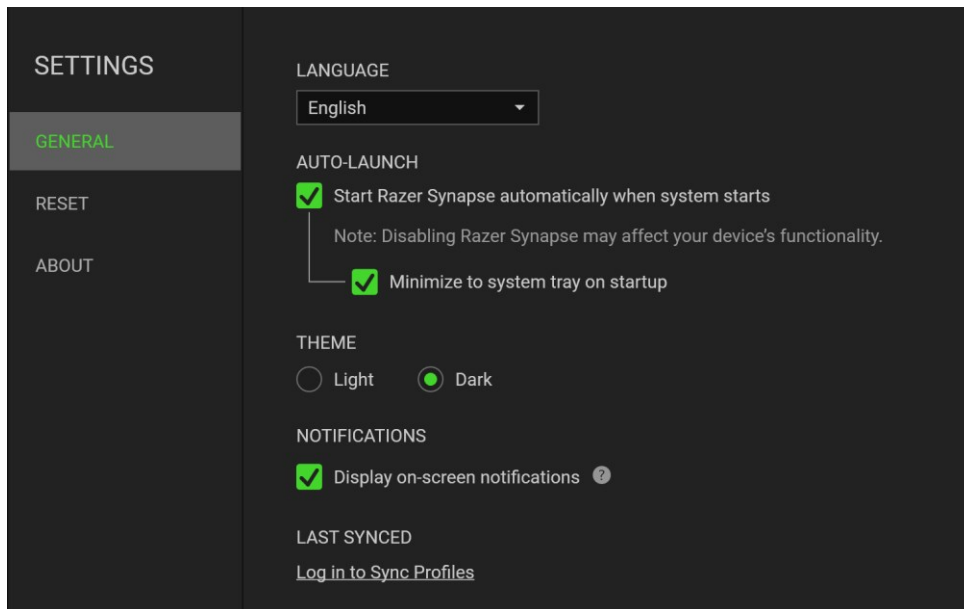 SETTINGS
GENERAL
RESET
ABOUT
LANGUAGE
English
AUTO-LAUNCH
Start Razer Synapse automatically when system starts
Note: Disabling Razer Synapse may affect your device’s functionality.
Minimize to system tray on startup
THEME
Light Dark
NOTIFICATIONS
Display on-screen notifications ?
LAST SYNCED
Log in to Sync Profiles